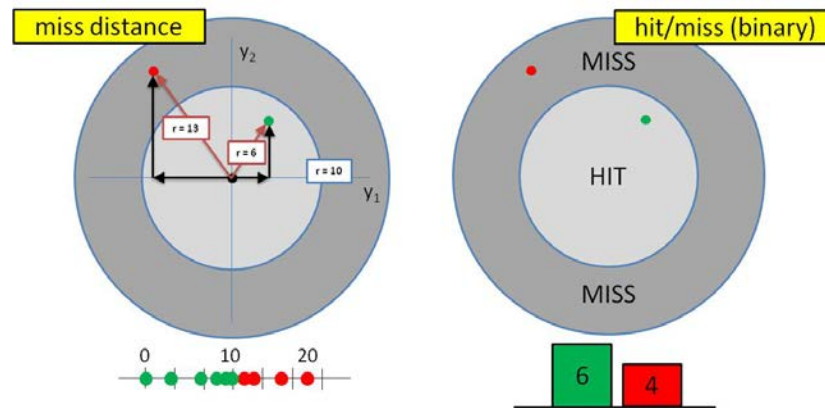 miss distance
y2
r = 13
r = 6
r = 10
y1
0 10 20
hit/miss (binary)
MISS
HIT
MISS
6 4